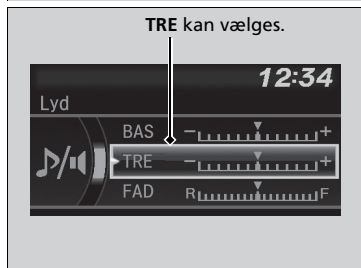 TRE kan vælges.
12:34
Lyd
BAS − +
TRE − +
FAD R F